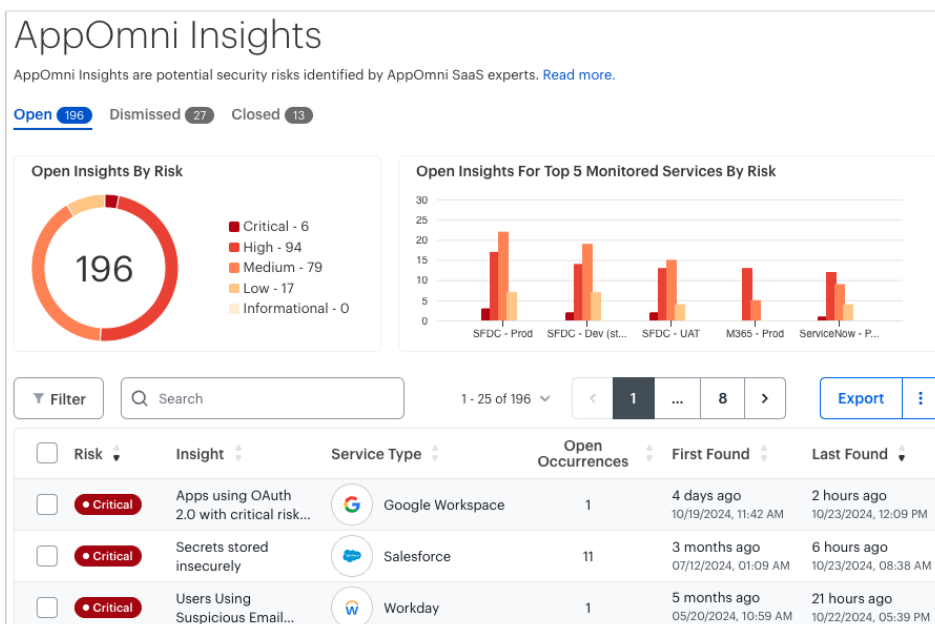 AppOmni Insights
AppOmni Insights are potential security risks identified by AppOmni SaaS experts. Read more.
Open 196 Dismissed 27 Closed 13
Open Insights By Risk
196
Critical - 6
High - 94
Medium - 79
Low - 17
Informational - 0
Open Insights For Top 5 Monitored Services By Risk
30
25
20
15
10
5
0
SFDC - Prod SFDC - Dev (st... SFDC - UAT M365 - Prod ServiceNow - P...
Filter Search 1 - 25 of 196 < 1 ... 8 > Export
Risk Insight Service Type Open Occurrences First Found Last Found
Critical Apps using OAuth 2.0 with critical risk... Google Workspace 1 4 days ago 10/19/2024, 11:42 AM 2 hours ago 10/23/2024, 12:09 PM
Critical Secrets stored insecurely Salesforce 11 3 months ago 07/12/2024, 01:09 AM 6 hours ago 10/23/2024, 08:38 AM
Critical Users Using Suspicious Email... Workday 1 5 months ago 05/20/2024, 10:59 AM 21 hours ago 10/22/2024, 05:39 PM